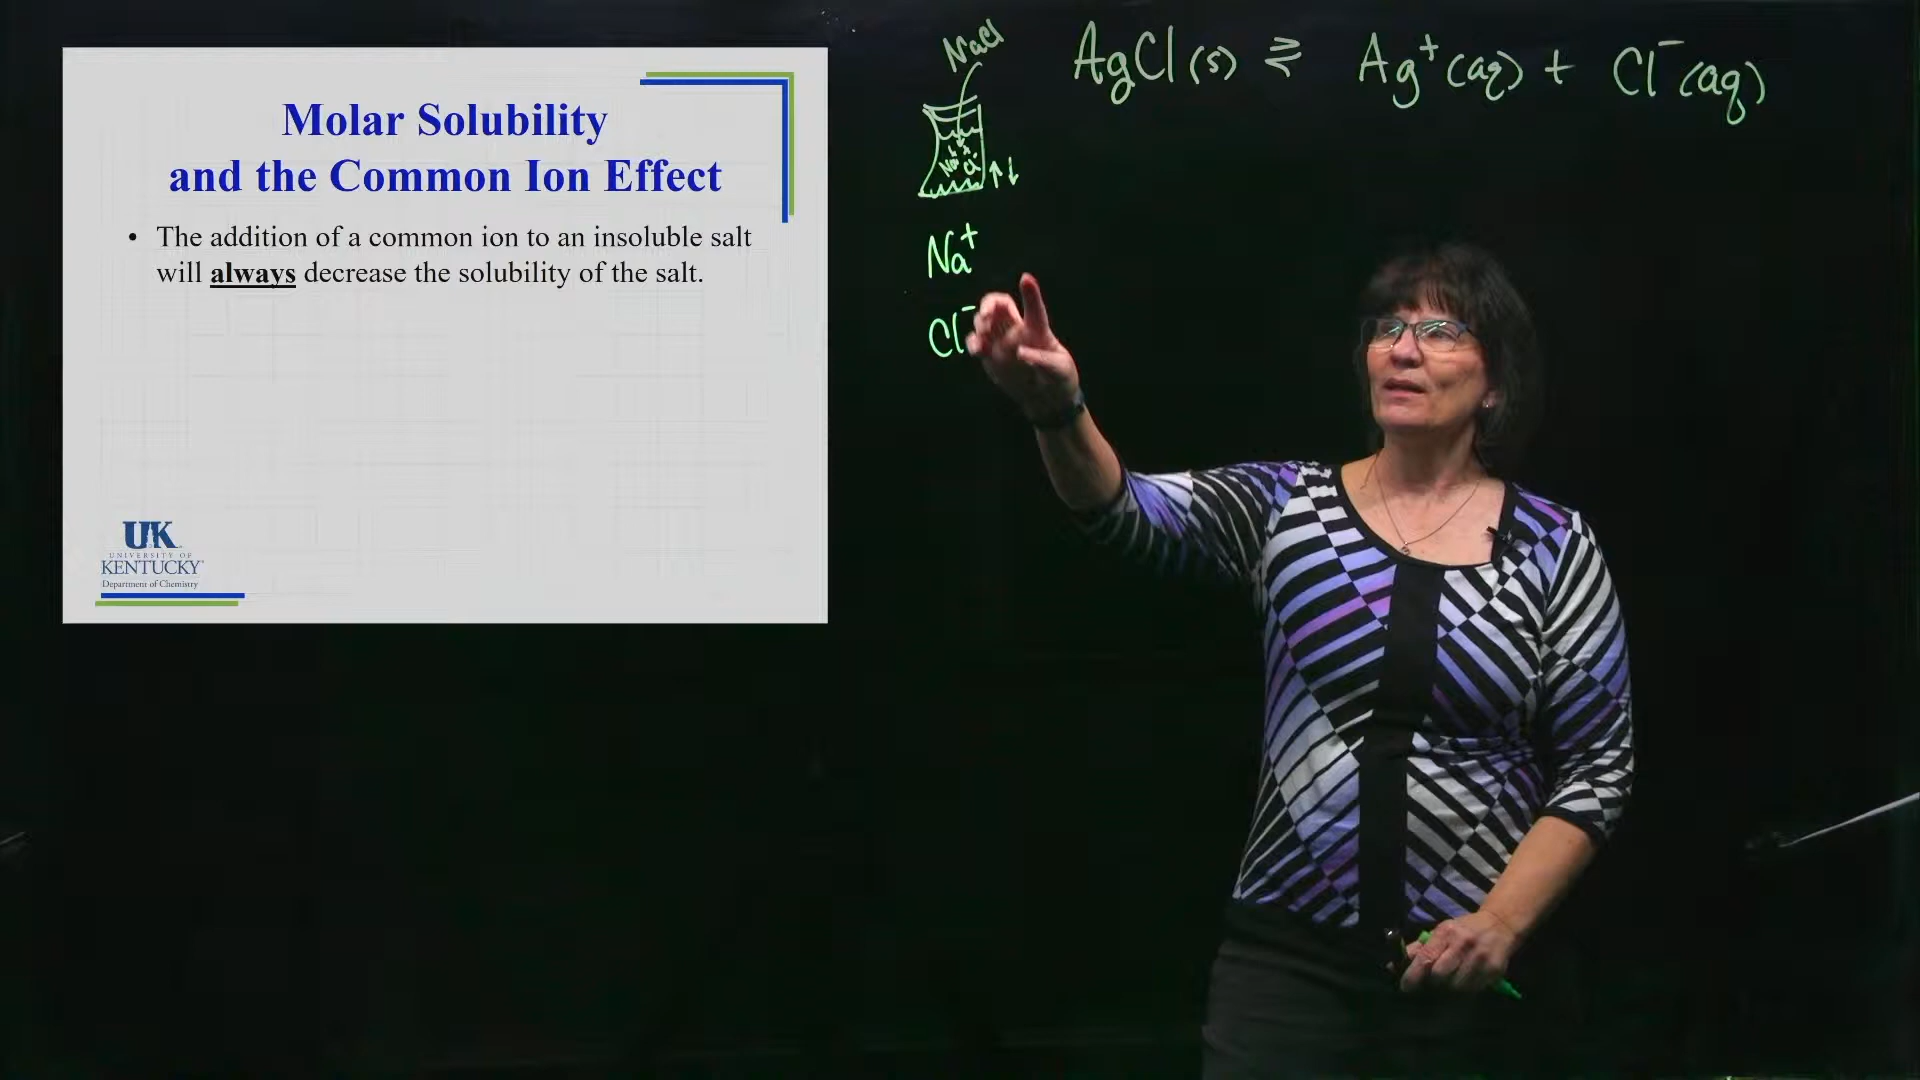 Molar Solubility
and the Common Ion Effect
• The addition of a common ion to an insoluble salt
will always decrease the solubility of the salt.
UK
UNIVERSITY OF
KENTUCKY
Department of Chemistry
NaCl
AgCl(s) ⇌ Ag⁺(aq) + Cl⁻(aq)
Cl⁻
↑↓
Na⁺
Cl⁻